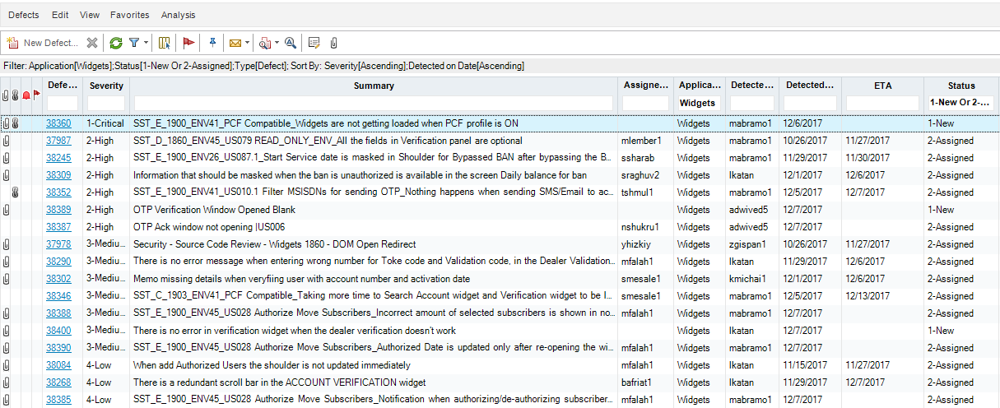 Defects Edit View Favorites Analysis
New Defect...
Filter: Application[Widgets];Status[1-New Or 2-Assigned];Type[Defect]; Sort By: Severity[Ascending];Detected on Date[Ascending]
Defe... Severity Summary Assigne... Applica... Detecte... Detected... ETA Status
Widgets 1-New Or 2-...
38360 1-Critical SST_E_1900_ENV41_PCF Compatible_Widgets are not getting loaded when PCF profile is ON Widgets mabramo1 12/6/2017 1-New
37987 2-High SST_D_1860_ENV45_US079 READ_ONLY_ENV_All the fields in Verification panel are optional mlember1 Widgets mabramo1 10/26/2017 11/27/2017 2-Assigned
38245 2-High SST_E_1900_ENV26_US087.1_Start Service date is masked in Shoulder for Bypassed BAN after bypassing the B... ssharab Widgets mabramo1 11/29/2017 11/30/2017 2-Assigned
38309 2-High Information that should be masked when the ban is unauthorized is available in the screen Daily balance for ban sraghuv2 Widgets lkatan 12/1/2017 12/6/2017 2-Assigned
38352 2-High SST_E_1900_ENV41_US010.1 Filter MSISDNs for sending OTP_Nothing happens when sending SMS/Email to ac... tshmul1 Widgets mabramo1 12/5/2017 12/7/2017 2-Assigned
38389 2-High OTP Verification Window Opened Blank Widgets adwived5 12/7/2017 1-New
38387 2-High OTP Ack window not opening |US006 nshukru1 Widgets adwived5 12/7/2017 2-Assigned
37978 3-Mediu... Security - Source Code Review - Widgets 1860 - DOM Open Redirect yhizkiy Widgets zgispan1 10/26/2017 11/27/2017 2-Assigned
38290 3-Mediu... There is no error message when entering wrong number for Toke code and Validation code, in the Dealer Validation... mfalah1 Widgets lkatan 11/29/2017 12/6/2017 2-Assigned
38302 3-Mediu... Memo missing details when veryfiing user with account number and activation date smesale1 Widgets kmichai1 12/1/2017 12/6/2017 2-Assigned
38346 3-Mediu... SST_C_1903_ENV41_PCF Compatible_Taking more time to Search Account widget and Verification widget to be l... smesale1 Widgets mabramo1 12/5/2017 12/13/2017 2-Assigned
38388 3-Mediu... SST_E_1900_ENV45_US028 Authorize Move Subscribers_Incorrect amount of selected subscribers is shown in no... mfalah1 Widgets mabramo1 12/7/2017 2-Assigned
38400 3-Mediu... There is no error in verification widget when the dealer verification doesn't work Widgets lkatan 12/7/2017 1-New
38390 3-Mediu... SST_E_1900_ENV45_US028 Authorize Move Subscribers_Authorized Date is updated only after re-opening the wi... mfalah1 Widgets mabramo1 12/7/2017 2-Assigned
38084 4-Low When add Authorized Users the shoulder is not updated immediately mfalah1 Widgets lkatan 11/15/2017 11/27/2017 2-Assigned
38268 4-Low There is a redundant scroll bar in the ACCOUNT VERIFICATION widget bafriat1 Widgets lkatan 11/29/2017 12/7/2017 2-Assigned
38385 4-Low SST_E_1900_ENV45_US028 Authorize Move Subscribers_Notification when authorizing/de-authorizing subscriber... mfalah1 Widgets mabramo1 12/7/2017 2-Assigned